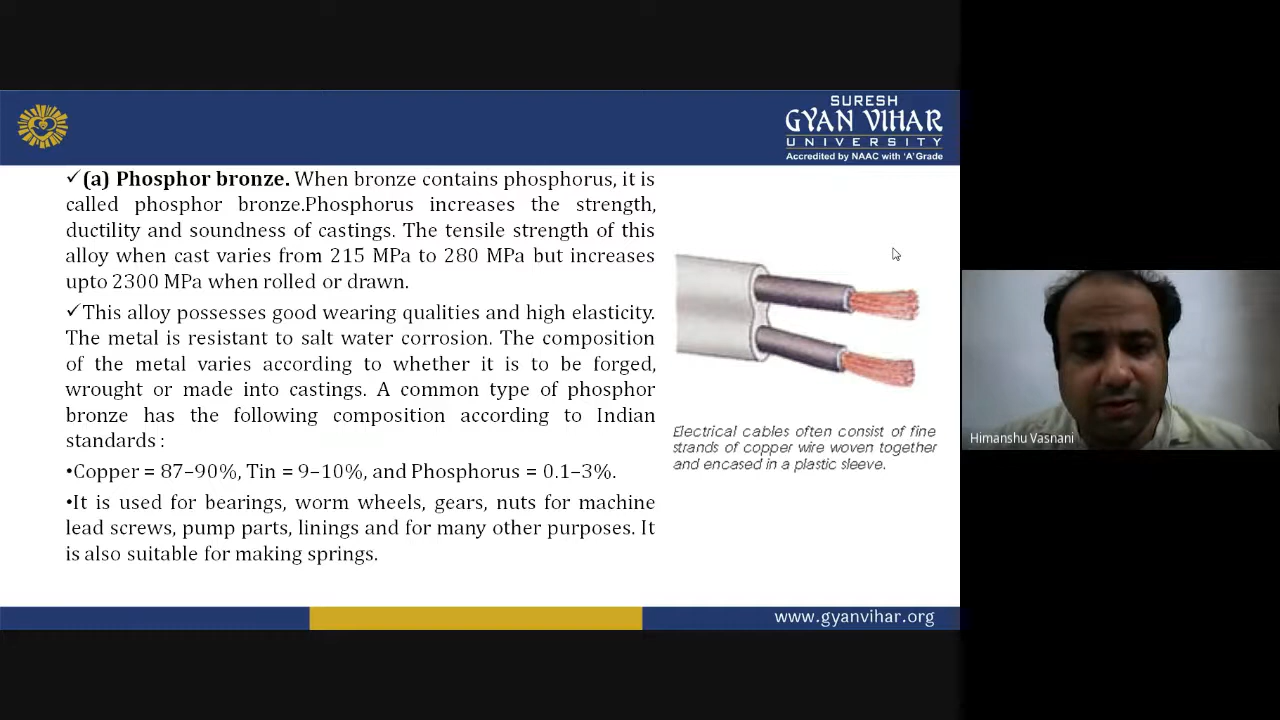 SURESH
GYAN VIHAR
UNIVERSITY
Accredited by NAAC with 'A' Grade
✓(a) Phosphor bronze. When bronze contains phosphorus, it is
called phosphor bronze.Phosphorus increases the strength,
ductility and soundness of castings. The tensile strength of this
alloy when cast varies from 215 MPa to 280 MPa but increases
upto 2300 MPa when rolled or drawn.
✓This alloy possesses good wearing qualities and high elasticity.
The metal is resistant to salt water corrosion. The composition
of the metal varies according to whether it is to be forged,
wrought or made into castings. A common type of phosphor
bronze has the following composition according to Indian
standards :
•Copper = 87–90%, Tin = 9–10%, and Phosphorus = 0.1–3%.
•It is used for bearings, worm wheels, gears, nuts for machine
lead screws, pump parts, linings and for many other purposes. It
is also suitable for making springs.
Electrical cables often consist of fine
strands of copper wire woven together
and encased in a plastic sleeve.
Himanshu Vasnani
www.gyanvihar.org